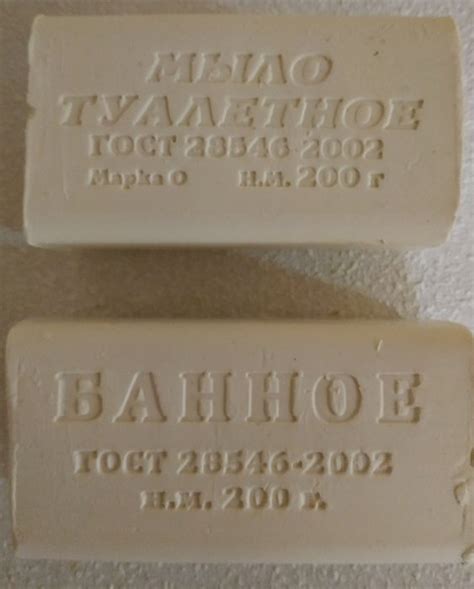 МЫЛО
ТУАЛЕТНОЕ
ГОСТ 28546-2002
Марка О н.м. 200 г
БАННОЕ
ГОСТ 28546-2002
н.м. 200 г.